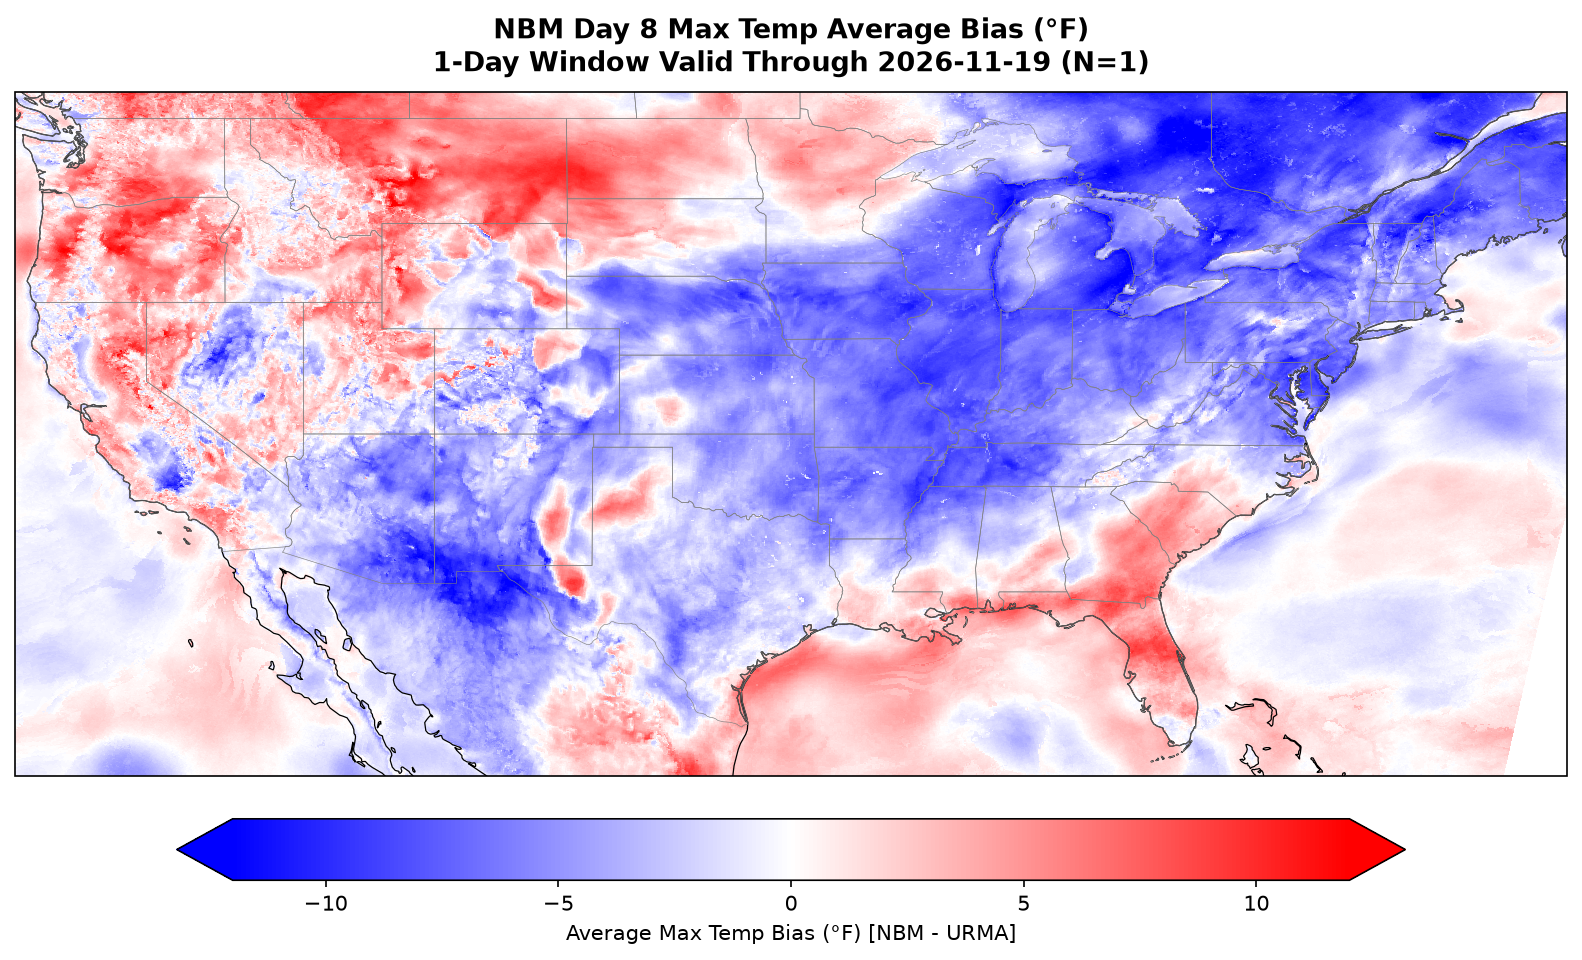 NBM Day 8 Max Temp Average Bias (°F)
1-Day Window Valid Through 2026-11-19 (N=1)
−10 −5 0 5 10
Average Max Temp Bias (°F) [NBM - URMA]